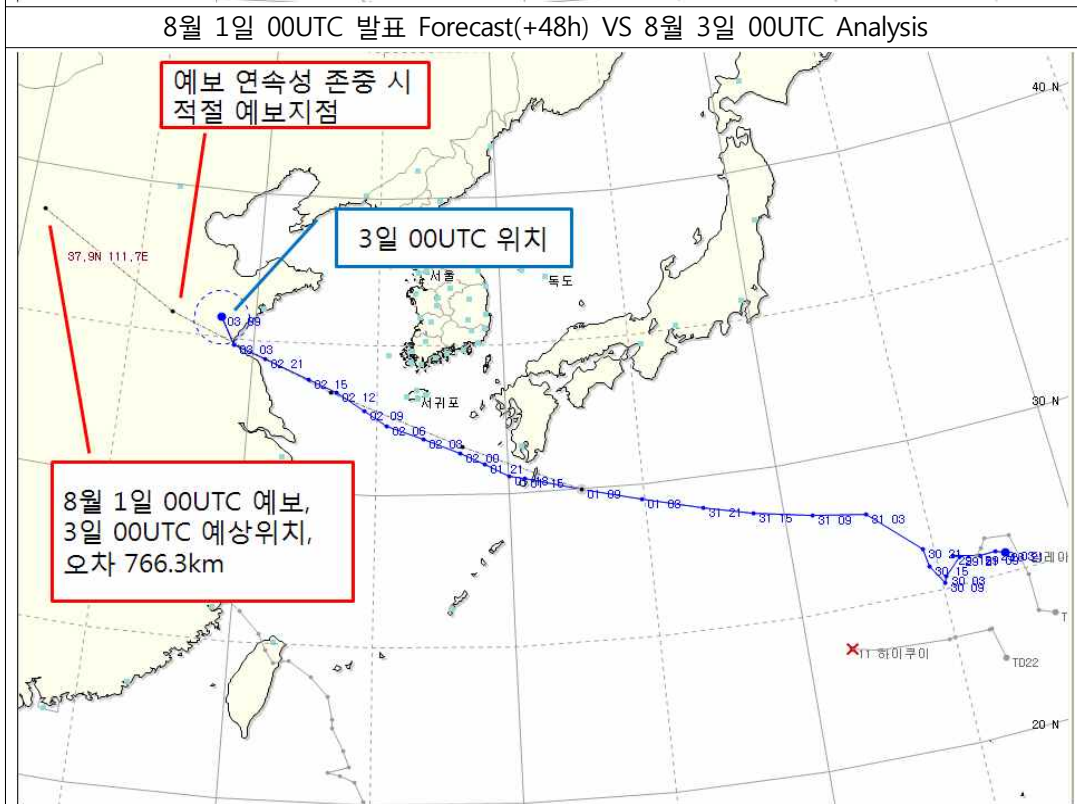 8월 1일 00UTC 발표 Forecast(+48h) VS 8월 3일 00UTC Analysis
예보 연속성 존중 시
적절 예보지점
40 N
3일 00UTC 위치
37.9N 111.7E
서울
독도
03 09
03 03
02 21
02 15
02 12
서귀포
02 09
02 06
02 03
02 00
01 21
01 15
01 09
01 03
31 21
31 15
31 09
31 03
30 N
30 21
30 15
30 03
30 09
8월 1일 00UTC 예보,
3일 00UTC 예상위치,
오차 766.3km
11 하이쿠이
TD22
20 N